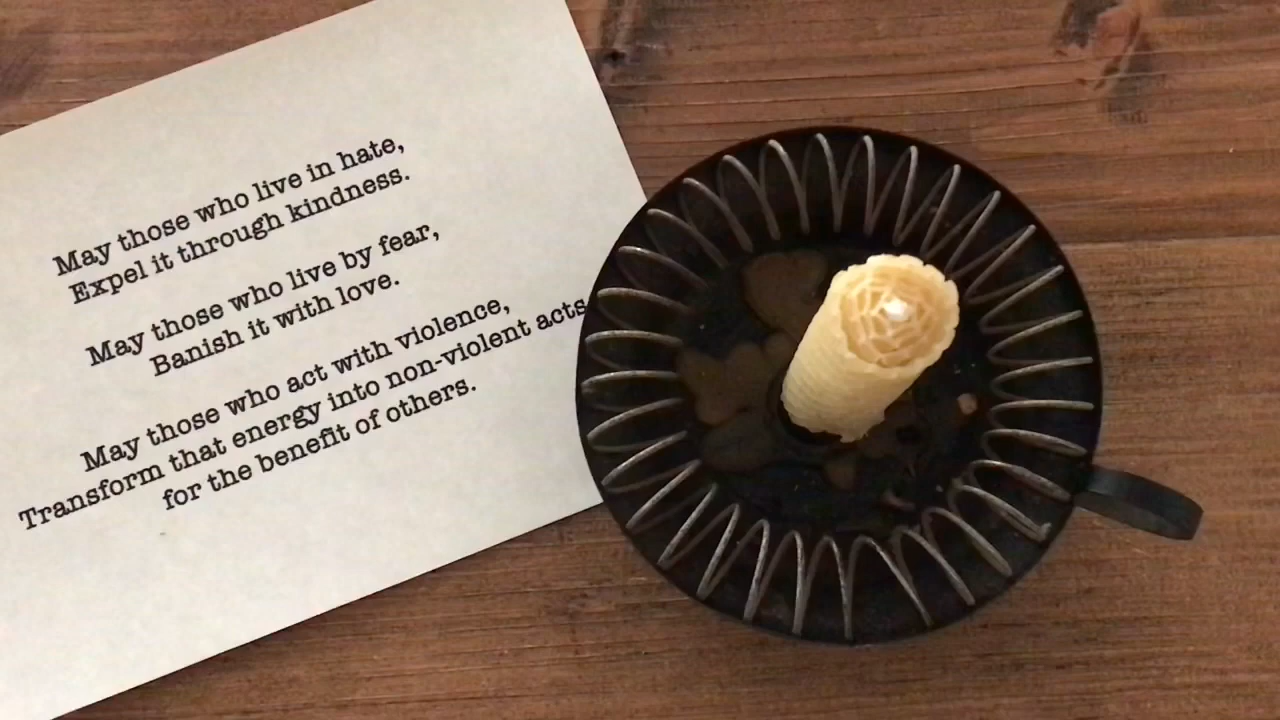 May those who live in hate,
Expel it through kindness.
May those who live by fear,
Banish it with love.
May those who act with violence,
Transform that energy into non-violent acts
for the benefit of others.